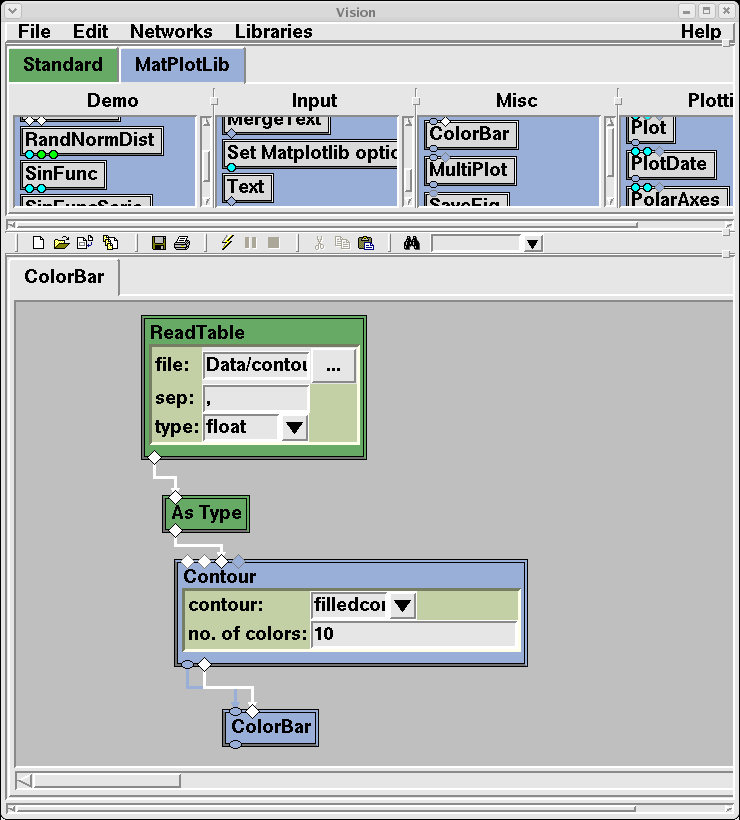 Vision
File Edit Networks Libraries Help
Standard MatPlotLib
Demo Input Misc Plotti
RandNormDist
SinFunc
SinFuncSerie
MergeText
Set Matplotlib optio
Text
ColorBar
MultiPlot
SaveFig
Plot
PlotDate
PolarAxes
ColorBar
ReadTable
file: Data/contou ...
sep: ,
type: float
As Type
Contour
contour: filledcon
no. of colors: 10
ColorBar